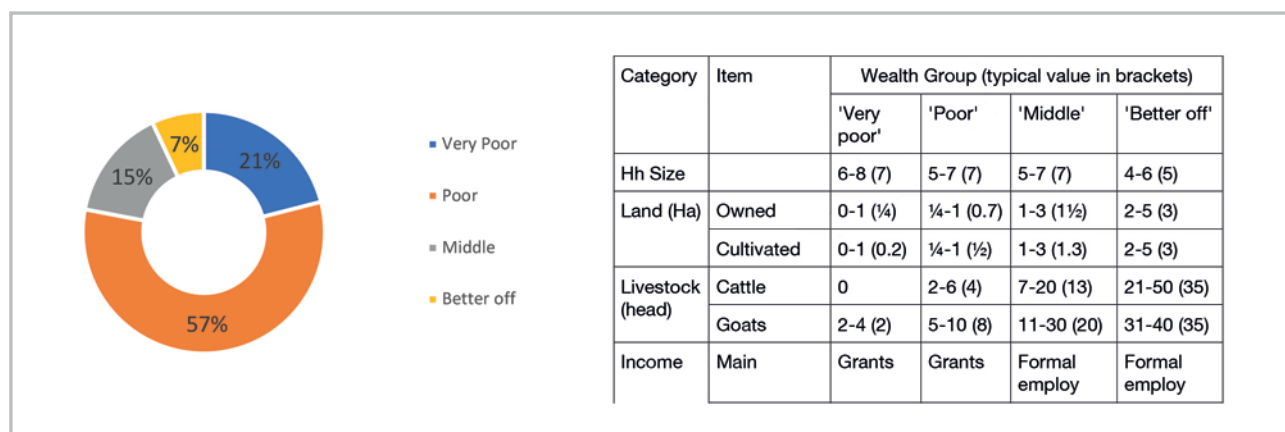 21%
57%
15%
7%
Very Poor
Poor
Middle
Better off
Category Item Wealth Group (typical value in brackets)
'Very poor' 'Poor' 'Middle' 'Better off'
Hh Size 6-8 (7) 5-7 (7) 5-7 (7) 4-6 (5)
Land (Ha) Owned 0-1 (¼) ¼-1 (0.7) 1-3 (1½) 2-5 (3)
Cultivated 0-1 (0.2) ¼-1 (½) 1-3 (1.3) 2-5 (3)
Livestock (head) Cattle 0 2-6 (4) 7-20 (13) 21-50 (35)
Goats 2-4 (2) 5-10 (8) 11-30 (20) 31-40 (35)
Income Main Grants Grants Formal employ Formal employ